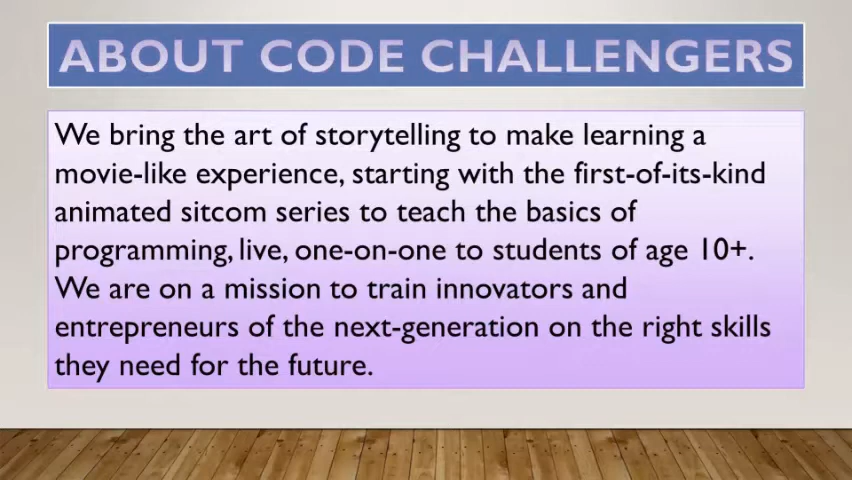 ABOUT CODE CHALLENGERS
We bring the art of storytelling to make learning a
movie-like experience, starting with the first-of-its-kind
animated sitcom series to teach the basics of
programming, live, one-on-one to students of age 10+.
We are on a mission to train innovators and
entrepreneurs of the next-generation on the right skills
they need for the future.